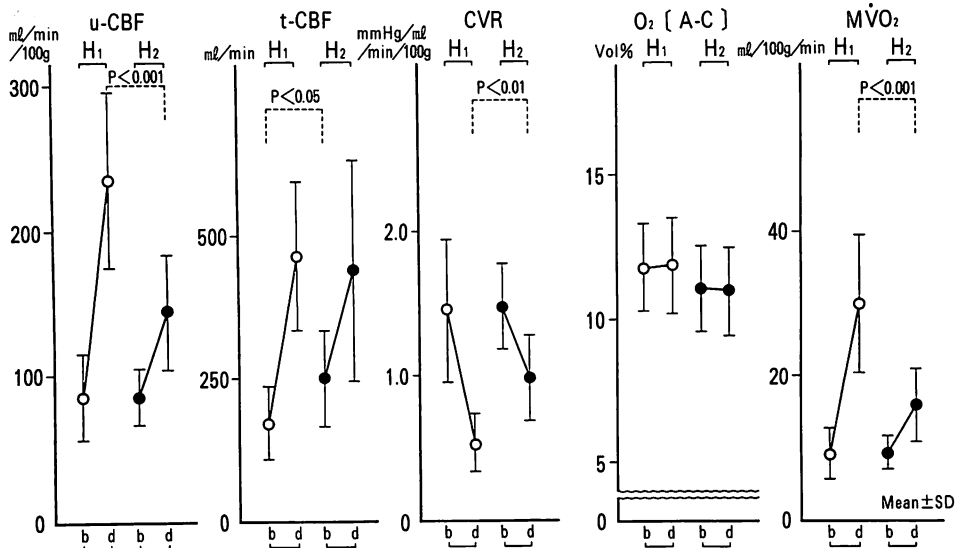 u-CBF
ml/min
/100g
H1
H2
P<0.001
300
200
100
0
b
d
b
d
t-CBF
ml/min
H1
H2
P<0.05
500
250
0
b
d
b
d
CVR
mmHg/ml
/min/100g
H1
H2
P<0.01
2.0
1.0
0
b
d
b
d
O2 [A-C]
Vol%
H1
H2
15
10
5
0
b
d
b
d
MV̇O2
ml/100g/min
H1
H2
P<0.001
40
20
0
Mean±SD
b
d
b
d